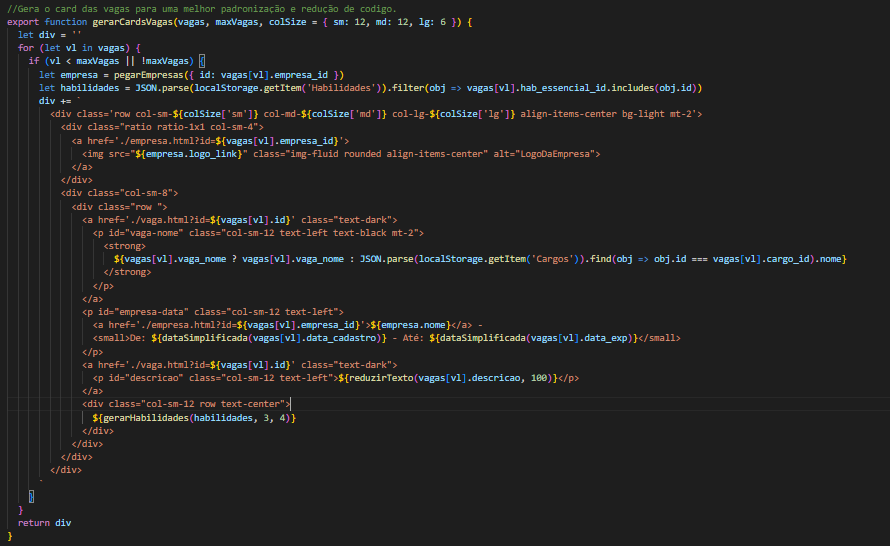 //Gera o card das vagas para uma melhor padronização e redução de codigo.
export function gerarCardsVagas(vagas, maxVagas, colSize = { sm: 12, md: 12, lg: 6 }) {
let div = ''
for (let vl in vagas) {
if (vl < maxVagas || !maxVagas) {
let empresa = pegarEmpresas({ id: vagas[vl].empresa_id })
let habilidades = JSON.parse(localStorage.getItem('Habilidades')).filter(obj => vagas[vl].hab_essencial_id.includes(obj.id))
div += `
<div class='row col-sm-${colSize['sm']} col-md-${colSize['md']} col-lg-${colSize['lg']} align-items-center bg-light mt-2'>
<div class="ratio ratio-1x1 col-sm-4">
<a href='./empresa.html?id=${vagas[vl].empresa_id}'>
<img src="${empresa.logo_link}" class="img-fluid rounded align-items-center" alt="LogoDaEmpresa">
</a>
</div>
<div class="col-sm-8">
<div class="row ">
<a href='./vaga.html?id=${vagas[vl].id}' class="text-dark">
<p id="vaga-nome" class="col-sm-12 text-left text-black mt-2">
<strong>
${vagas[vl].vaga_nome ? vagas[vl].vaga_nome : JSON.parse(localStorage.getItem('Cargos')).find(obj => obj.id === vagas[vl].cargo_id).nome}
</strong>
</p>
</a>
<p id="empresa-data" class="col-sm-12 text-left">
<a href='./empresa.html?id=${vagas[vl].empresa_id}'>${empresa.nome}</a> -
<small>De: ${dataSimplificada(vagas[vl].data_cadastro)} - Até: ${dataSimplificada(vagas[vl].data_exp)}</small>
</p>
<a href='./vaga.html?id=${vagas[vl].id}' class="text-dark">
<p id="descricao" class="col-sm-12 text-left">${reduzirTexto(vagas[vl].descricao, 100)}</p>
</a>
<div class="col-sm-12 row text-center">
${gerarHabilidades(habilidades, 3, 4)}
</div>
</div>
</div>
</div>
`
}
}
return div
}